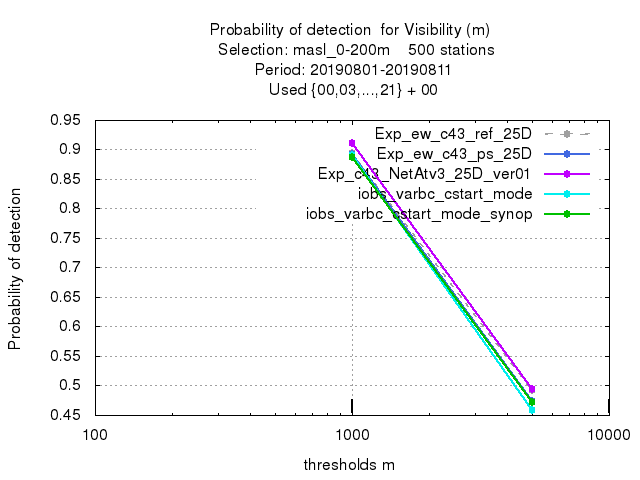 Probability of detection  for Visibility (m)
Selection: masl_0-200m    500 stations
Period: 20190801-20190811
Used {00,03,...,21} + 00
Probability of detection
0.95
0.9
0.85
0.8
0.75
0.7
0.65
0.6
0.55
0.5
0.45
Exp_ew_c43_ref_25D
Exp_ew_c43_ps_25D
Exp_c43_NetAtv3_25D_ver01
iobs_varbc_cstart_mode
iobs_varbc_cstart_mode_synop
100 1000 10000
thresholds m